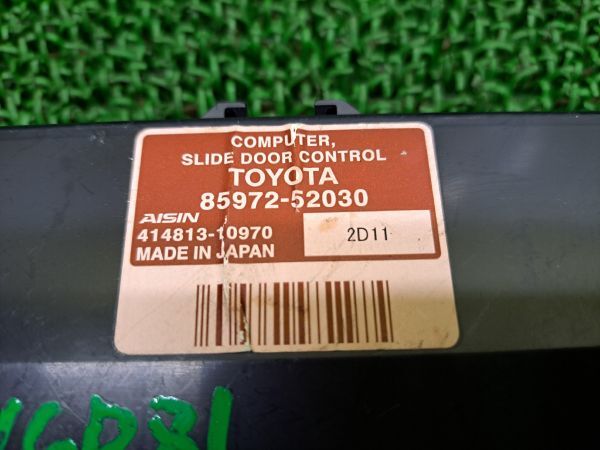 COMPUTER,
SLIDE DOOR CONTROL
TOYOTA
85972-52030
AISIN
414813-10970
2D11
MADE IN JAPAN